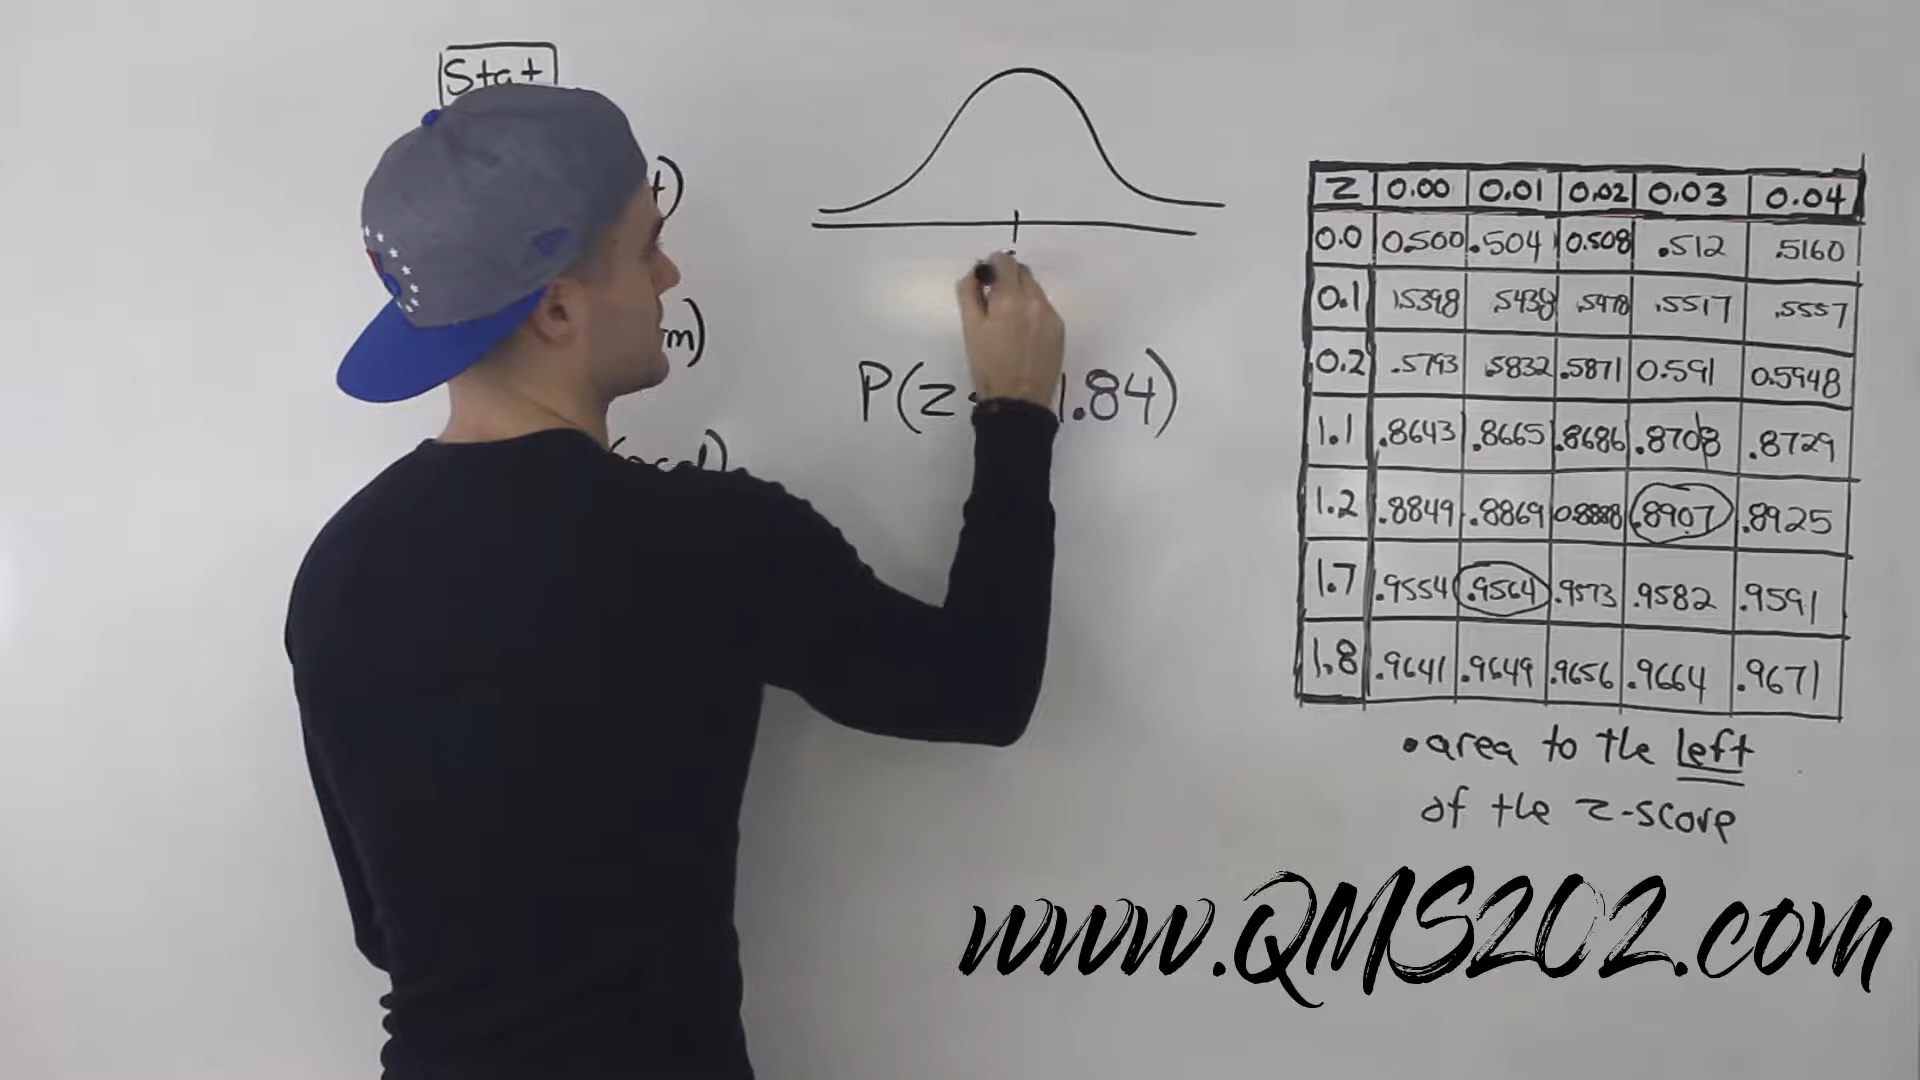 Stat
P(z 1.84)
z 0.00 0.01 0.02 0.03 0.04
0.0 0.500 .504 0.508 .512 .5160
0.1 .5398 .5438 .5478 .5517 .5557
0.2 .5793 .5832 .5871 0.591 0.5948
1.1 .8643 .8665 .8686 .8708 .8729
1.2 .8849 .8869 0.8888 .8907 .8925
1.7 .9554 .9564 .9573 .9582 .9591
1.8 .9641 .9649 .9656 .9664 .9671
• area to the left
of the z-score
www.QMS202.com